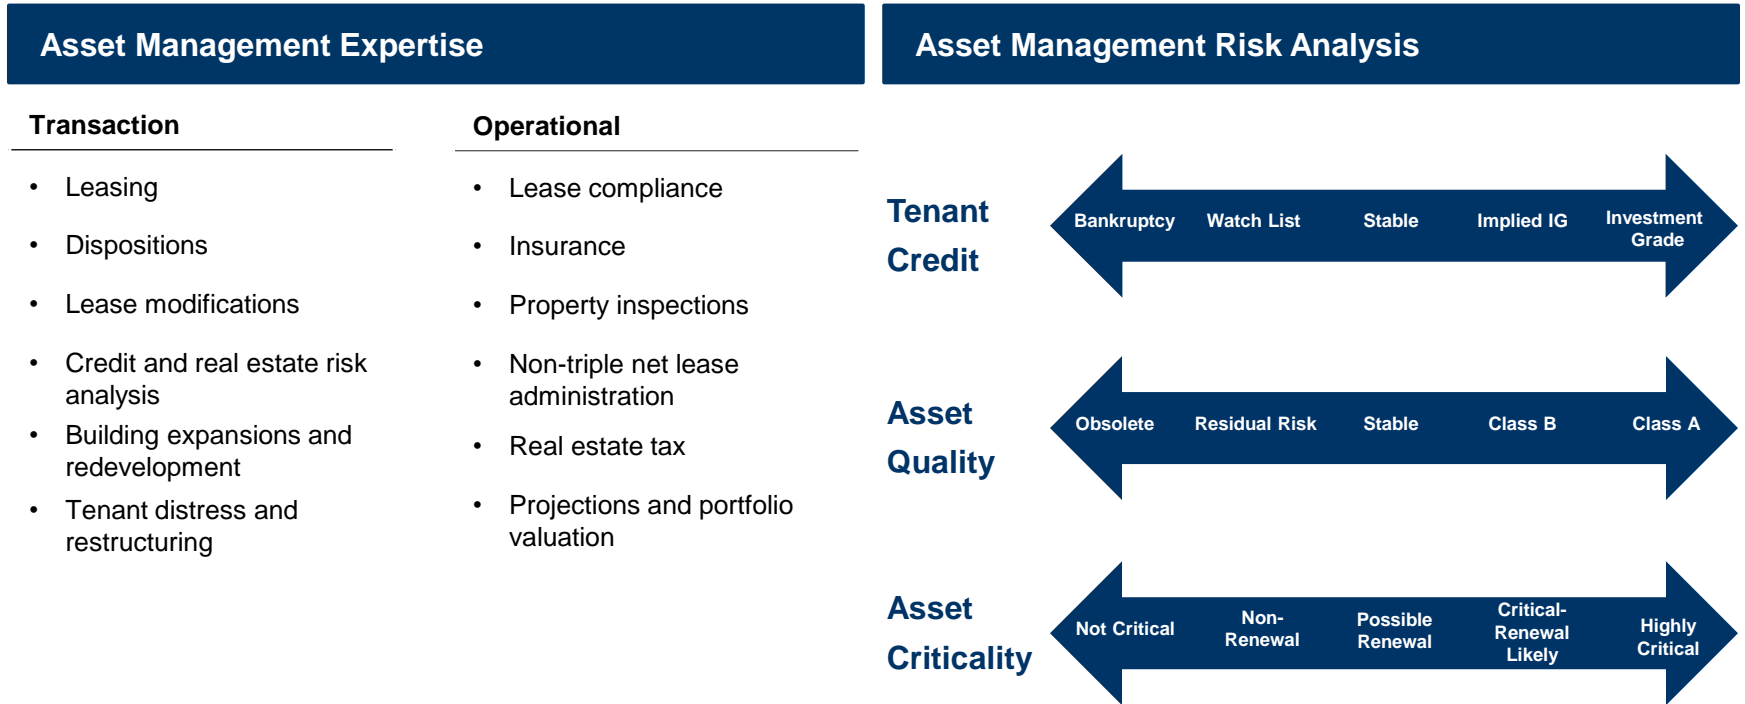 Asset Management Expertise
Transaction
• Leasing
• Dispositions
• Lease modifications
• Credit and real estate risk
analysis
• Building expansions and
redevelopment
• Tenant distress and
restructuring
Operational
• Lease compliance
• Insurance
• Property inspections
• Non-triple net lease
administration
• Real estate tax
• Projections and portfolio
valuation
Asset Management Risk Analysis
Tenant
Credit
Bankruptcy
Watch List
Stable
Implied IG
Investment
Grade
Asset
Quality
Obsolete
Residual Risk
Stable
Class B
Class A
Asset
Criticality
Not Critical
Non-
Renewal
Possible
Renewal
Critical-
Renewal
Likely
Highly
Critical